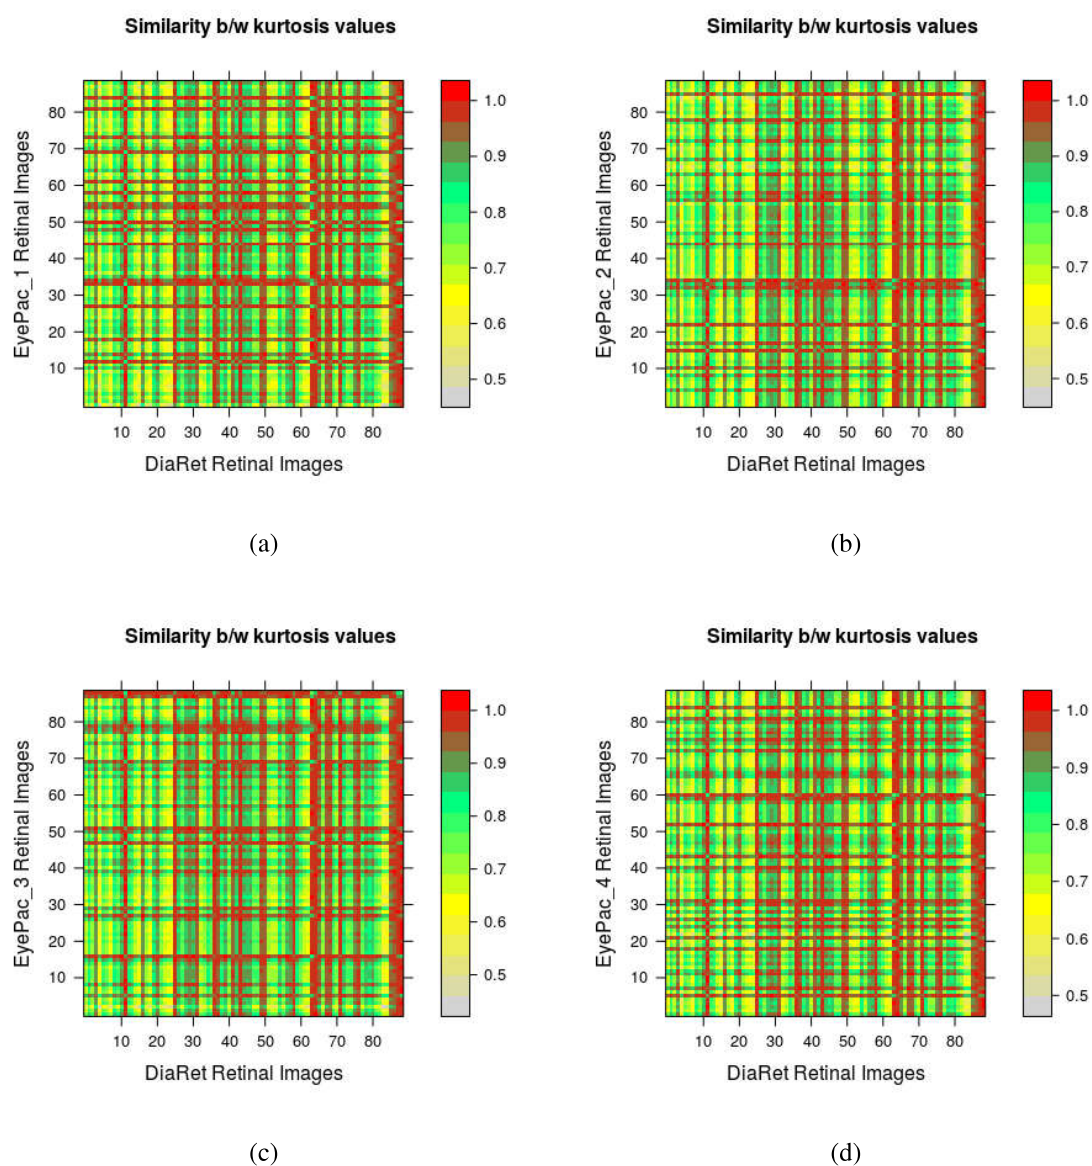 Similarity b/w kurtosis values
EyePac_1 Retinal Images
80
70
60
50
40
30
20
10
10 20 30 40 50 60 70 80
DiaRet Retinal Images
1.0
0.9
0.8
0.7
0.6
0.5
(a)
Similarity b/w kurtosis values
EyePac_2 Retinal Images
80
70
60
50
40
30
20
10
10 20 30 40 50 60 70 80
DiaRet Retinal Images
1.0
0.9
0.8
0.7
0.6
0.5
(b)
Similarity b/w kurtosis values
EyePac_3 Retinal Images
80
70
60
50
40
30
20
10
10 20 30 40 50 60 70 80
DiaRet Retinal Images
1.0
0.9
0.8
0.7
0.6
0.5
(c)
Similarity b/w kurtosis values
EyePac_4 Retinal Images
80
70
60
50
40
30
20
10
10 20 30 40 50 60 70 80
DiaRet Retinal Images
1.0
0.9
0.8
0.7
0.6
0.5
(d)